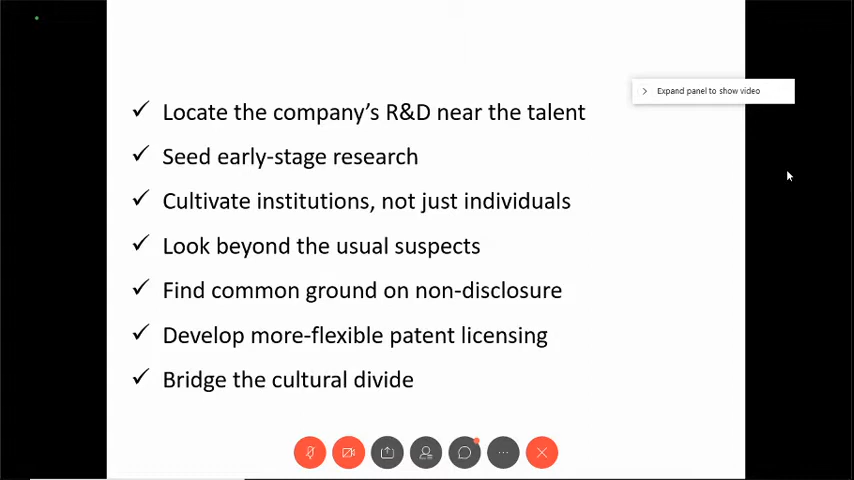 Expand panel to show video
✓ Locate the company’s R&D near the talent
✓ Seed early-stage research
✓ Cultivate institutions, not just individuals
✓ Look beyond the usual suspects
✓ Find common ground on non-disclosure
✓ Develop more-flexible patent licensing
✓ Bridge the cultural divide